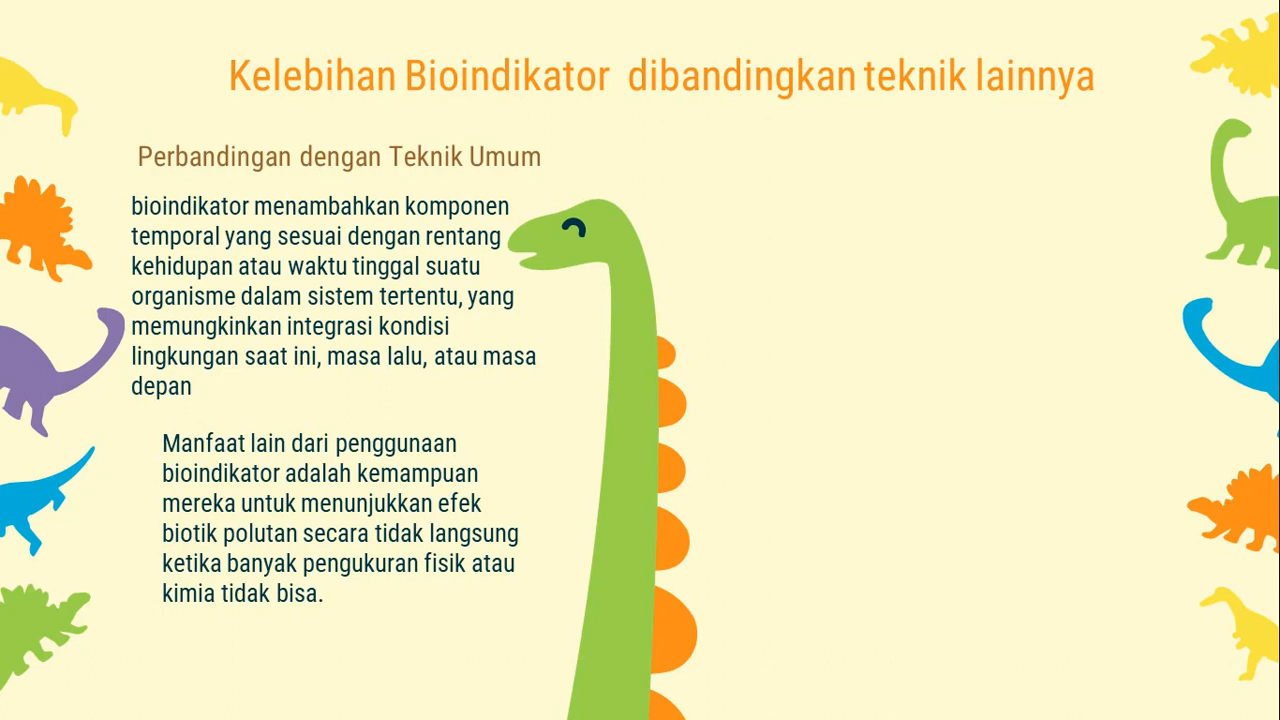 Kelebihan Bioindikator dibandingkan teknik lainnya
Perbandingan dengan Teknik Umum
bioindikator menambahkan komponen
temporal yang sesuai dengan rentang
kehidupan atau waktu tinggal suatu
organisme dalam sistem tertentu, yang
memungkinkan integrasi kondisi
lingkungan saat ini, masa lalu, atau masa
depan
Manfaat lain dari penggunaan
bioindikator adalah kemampuan
mereka untuk menunjukkan efek
biotik polutan secara tidak langsung
ketika banyak pengukuran fisik atau
kimia tidak bisa.